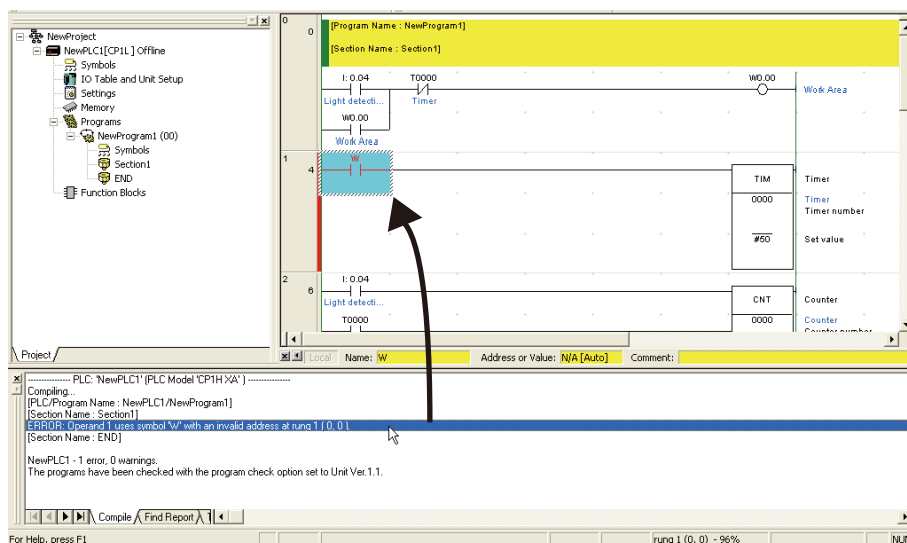 NewProject
NewPLC1[CP1L] Offline
Symbols
IO Table and Unit Setup
Settings
Memory
Programs
NewProgram1 (00)
Symbols
Section1
END
Function Blocks
Project
0
0
[Program Name : NewProgram1]
[Section Name : Section1]
I: 0.04
T0000
W0.00
Light detecti...
Timer
Work Area
W0.00
Work Area
1
4
W
TIM
Timer
0000
Timer
Timer number
#50
Set value
2
6
I: 0.04
Light detecti...
CNT
Counter
T0000
0000
Counter
Counter number
Local Name: W Address or Value: N/A [Auto] Comment:
---------------- PLC: 'NewPLC1' (PLC Model 'CP1H XA') ----------------
Compiling...
[PLC/Program Name : NewPLC1/NewProgram1]
[Section Name : Section1]
ERROR: Operand 1 uses symbol 'W' with an invalid address at rung 1 ( 0, 0 ).
[Section Name : END]
NewPLC1 - 1 error, 0 warnings.
The programs have been checked with the program check option set to Unit Ver.1.1.
Compile Find Report
For Help, press F1
rung 1 (0, 0) - 96%
NUM